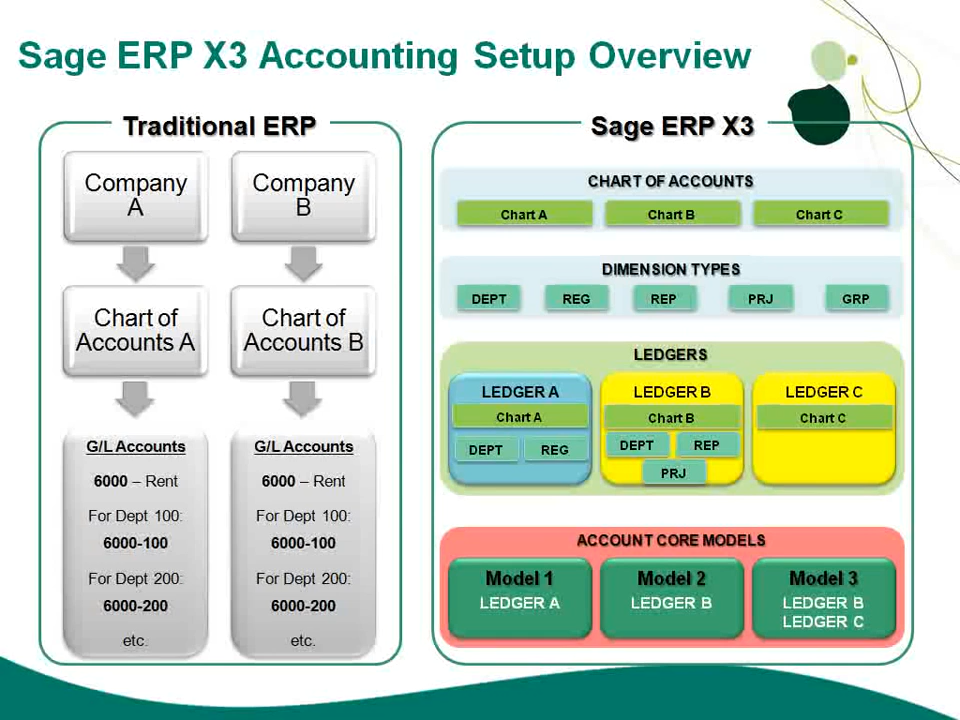 Sage ERP X3 Accounting Setup Overview
Traditional ERP
Company
A
Company
B
Chart of
Accounts A
Chart of
Accounts B
G/L Accounts
6000 – Rent
For Dept 100:
6000-100
For Dept 200:
6000-200
etc.
G/L Accounts
6000 – Rent
For Dept 100:
6000-100
For Dept 200:
6000-200
etc.
Sage ERP X3
CHART OF ACCOUNTS
Chart A
Chart B
Chart C
DIMENSION TYPES
DEPT
REG
REP
PRJ
GRP
LEDGERS
LEDGER A
Chart A
DEPT
REG
LEDGER B
Chart B
DEPT
REP
PRJ
LEDGER C
Chart C
ACCOUNT CORE MODELS
Model 1
LEDGER A
Model 2
LEDGER B
Model 3
LEDGER B
LEDGER C